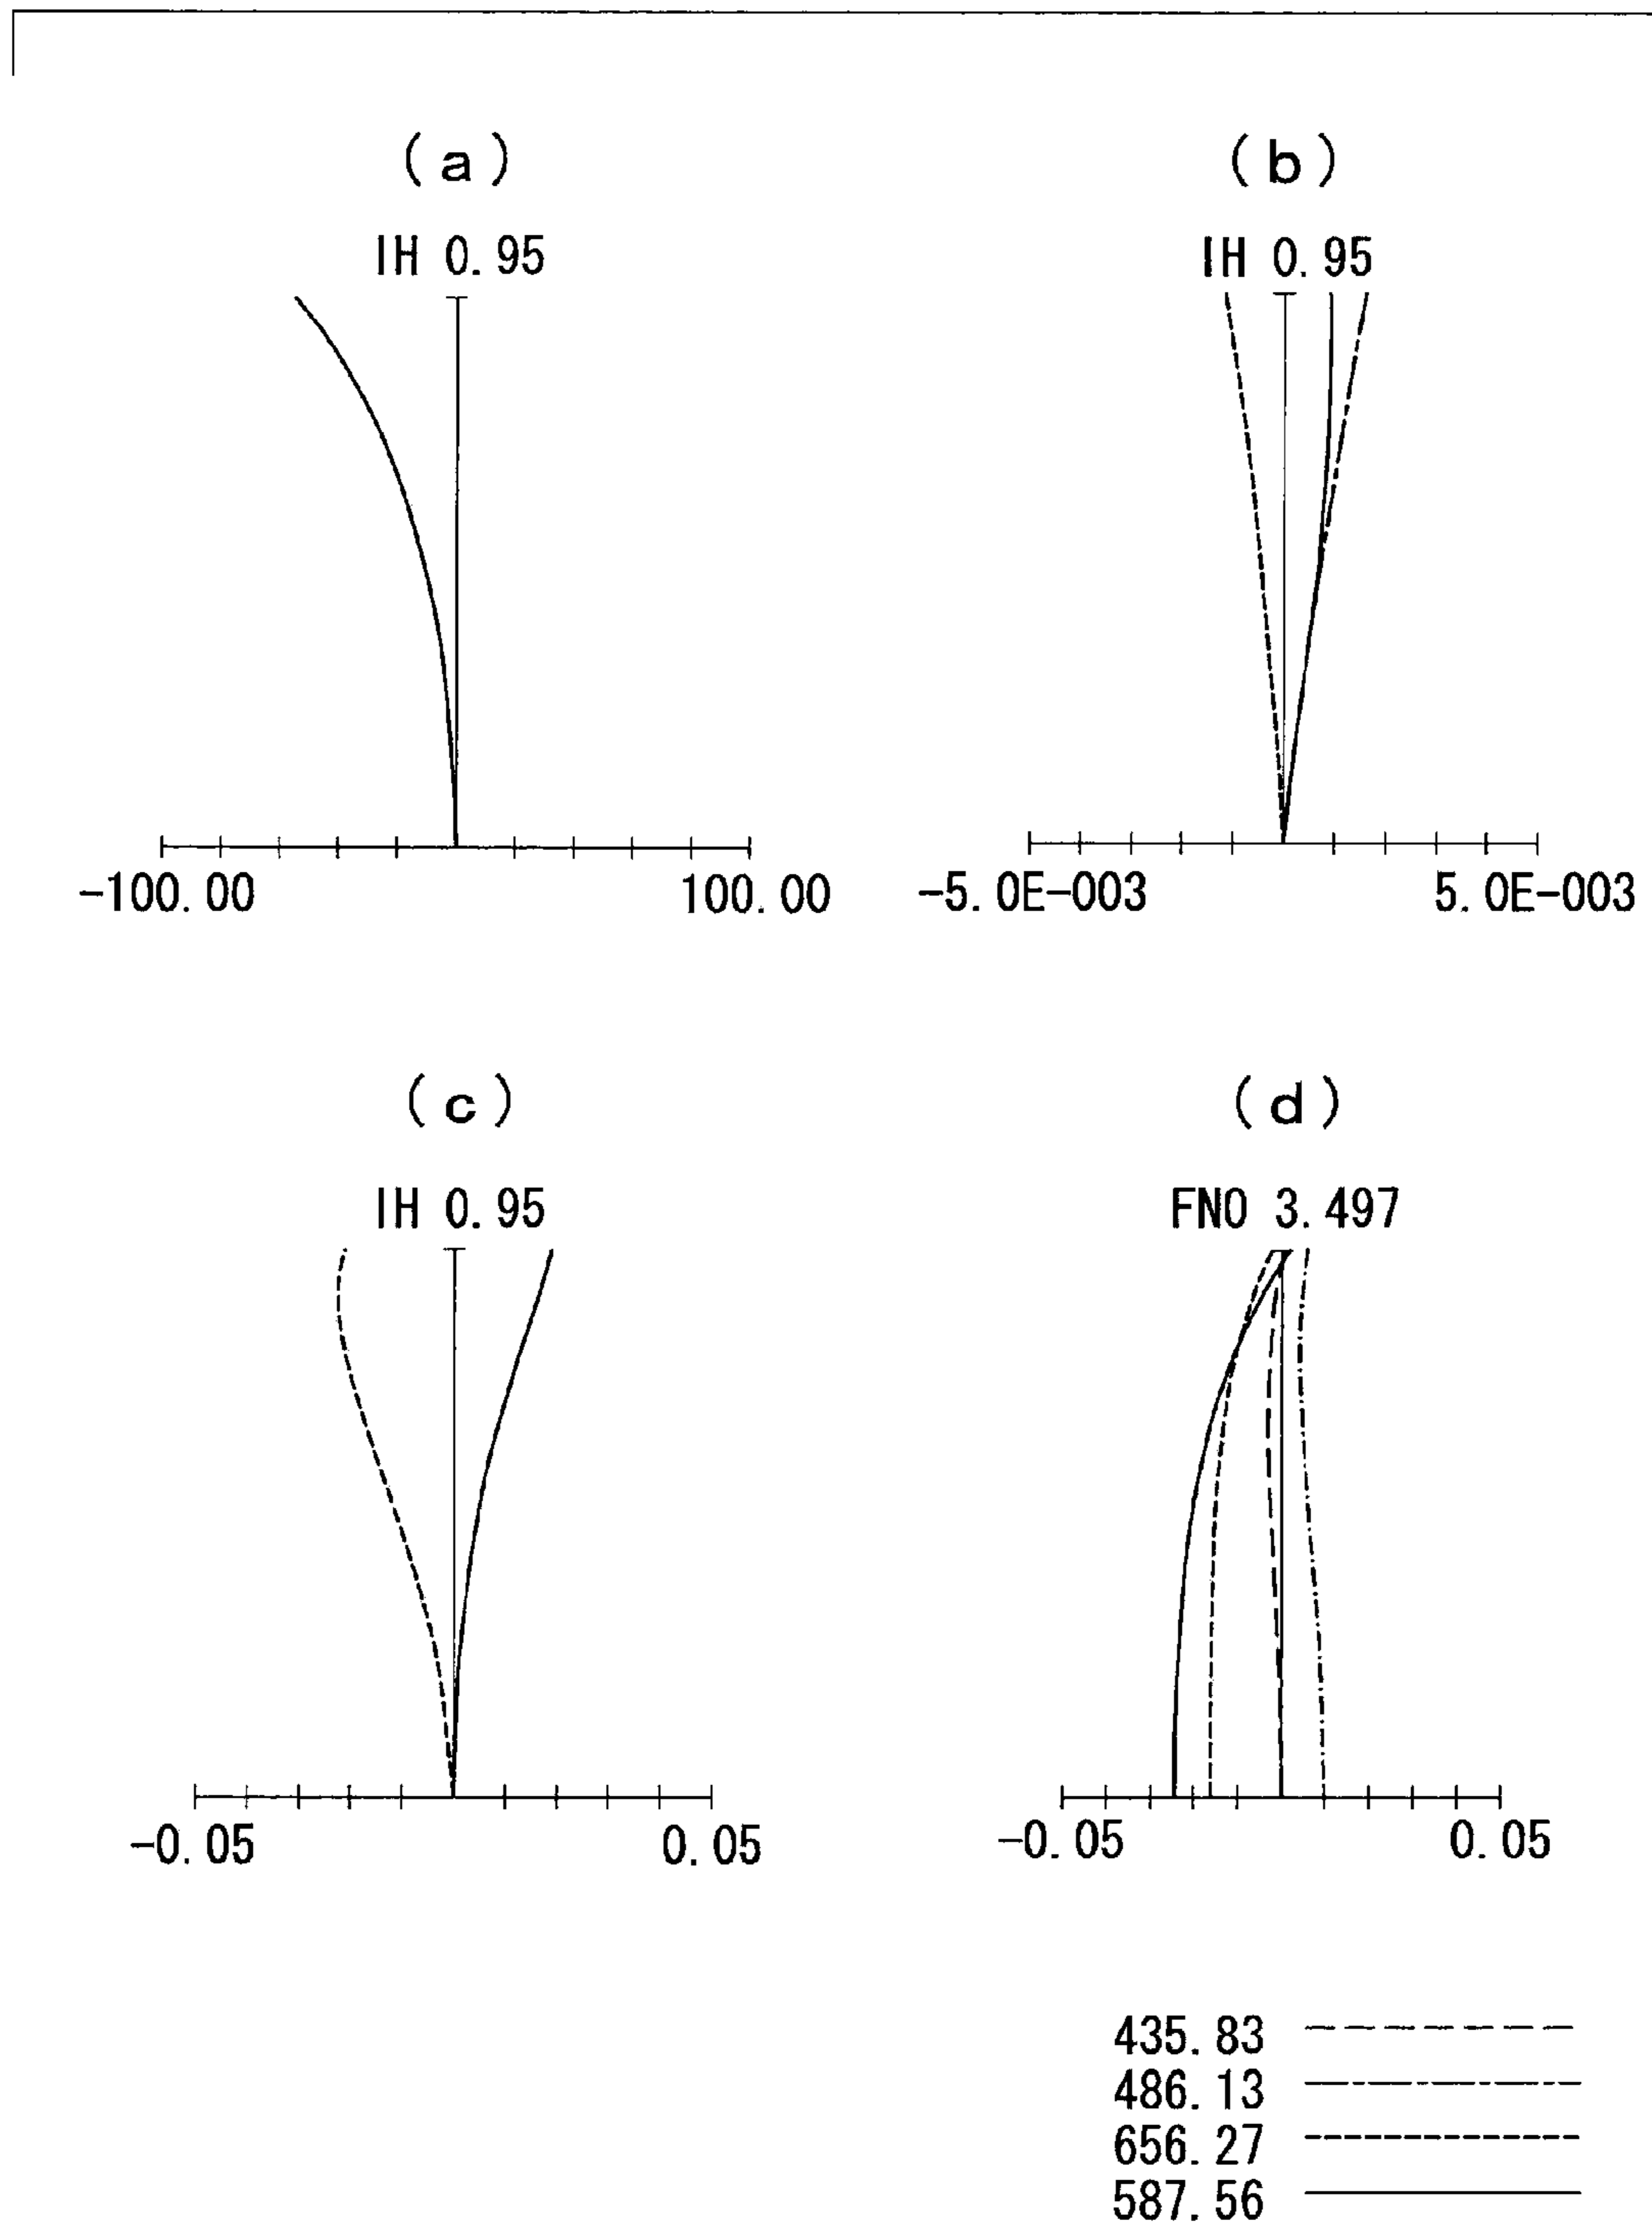 (a)
IH 0.95
-100.00 100.00
(b)
IH 0.95
-5.0E-003 5.0E-003
(c)
IH 0.95
-0.05 0.05
(d)
FNO 3.497
-0.05 0.05
435.83
486.13
656.27
587.56